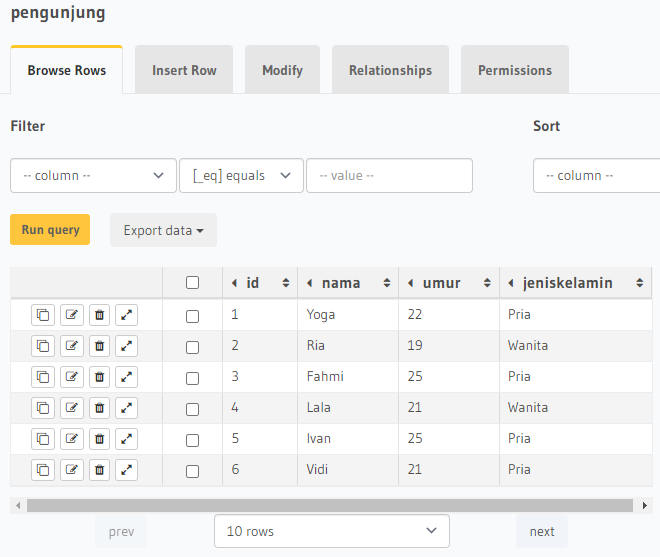 pengunjung
Browse Rows Insert Row Modify Relationships Permissions
Filter Sort
-- column -- [_eq] equals -- value -- -- column --
Run query Export data
id nama umur jeniskelamin
1 Yoga 22 Pria
2 Ria 19 Wanita
3 Fahmi 25 Pria
4 Lala 21 Wanita
5 Ivan 25 Pria
6 Vidi 21 Pria
prev 10 rows next